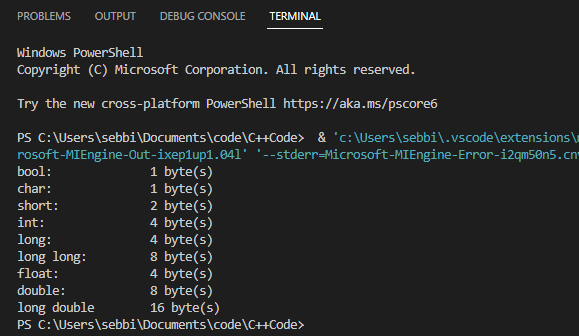 PROBLEMS OUTPUT DEBUG CONSOLE TERMINAL
Windows PowerShell
Copyright (C) Microsoft Corporation. All rights reserved.
Try the new cross-platform PowerShell https://aka.ms/pscore6
PS C:\Users\sebbi\Documents\code\C++Code>  & 'c:\Users\sebbi\.vscode\extensions\
rosoft-MIEngine-Out-ixep1up1.04l' '--stderr=Microsoft-MIEngine-Error-i2qm50n5.cn
bool:           1 byte(s)
char:           1 byte(s)
short:          2 byte(s)
int:            4 byte(s)
long:           4 byte(s)
long long:      8 byte(s)
float:          4 byte(s)
double:         8 byte(s)
long double     16 byte(s)
PS C:\Users\sebbi\Documents\code\C++Code>